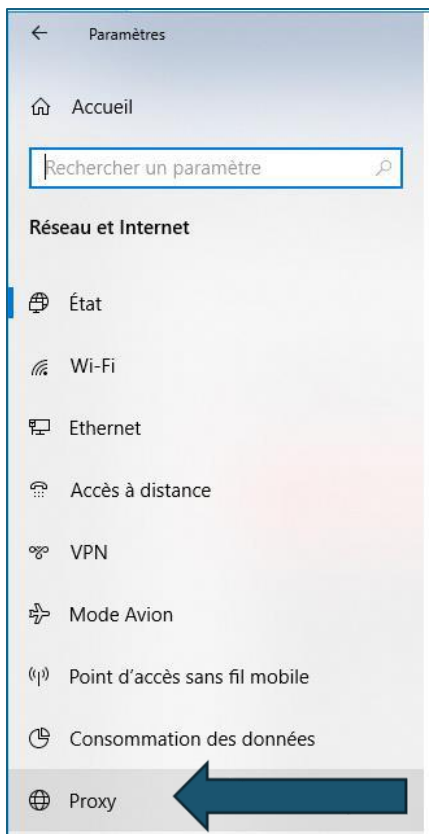 Paramètres
Accueil
Rechercher un paramètre
Réseau et Internet
État
Wi-Fi
Ethernet
Accès à distance
VPN
Mode Avion
Point d'accès sans fil mobile
Consommation des données
Proxy